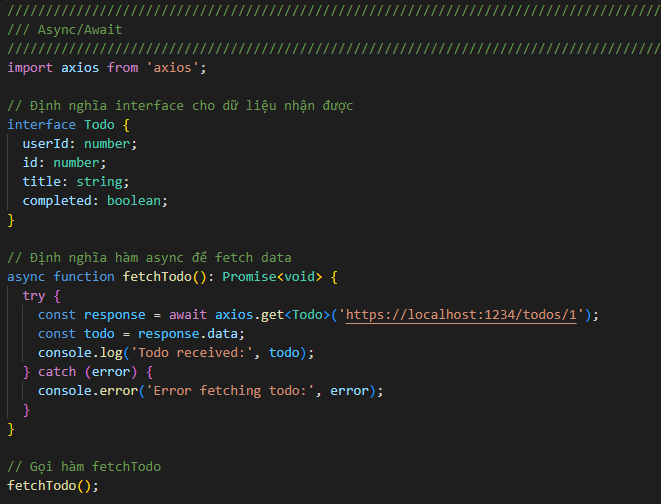 ////////////////////////////////////////////////////////////////////////////////////////
/// Async/Await
////////////////////////////////////////////////////////////////////////////////////////
import axios from 'axios';
// Định nghĩa interface cho dữ liệu nhận được
interface Todo {
userId: number;
id: number;
title: string;
completed: boolean;
}
// Định nghĩa hàm async để fetch data
async function fetchTodo(): Promise<void> {
try {
const response = await axios.get<Todo>('https://localhost:1234/todos/1');
const todo = response.data;
console.log('Todo received:', todo);
} catch (error) {
console.error('Error fetching todo:', error);
}
}
// Gọi hàm fetchTodo
fetchTodo();